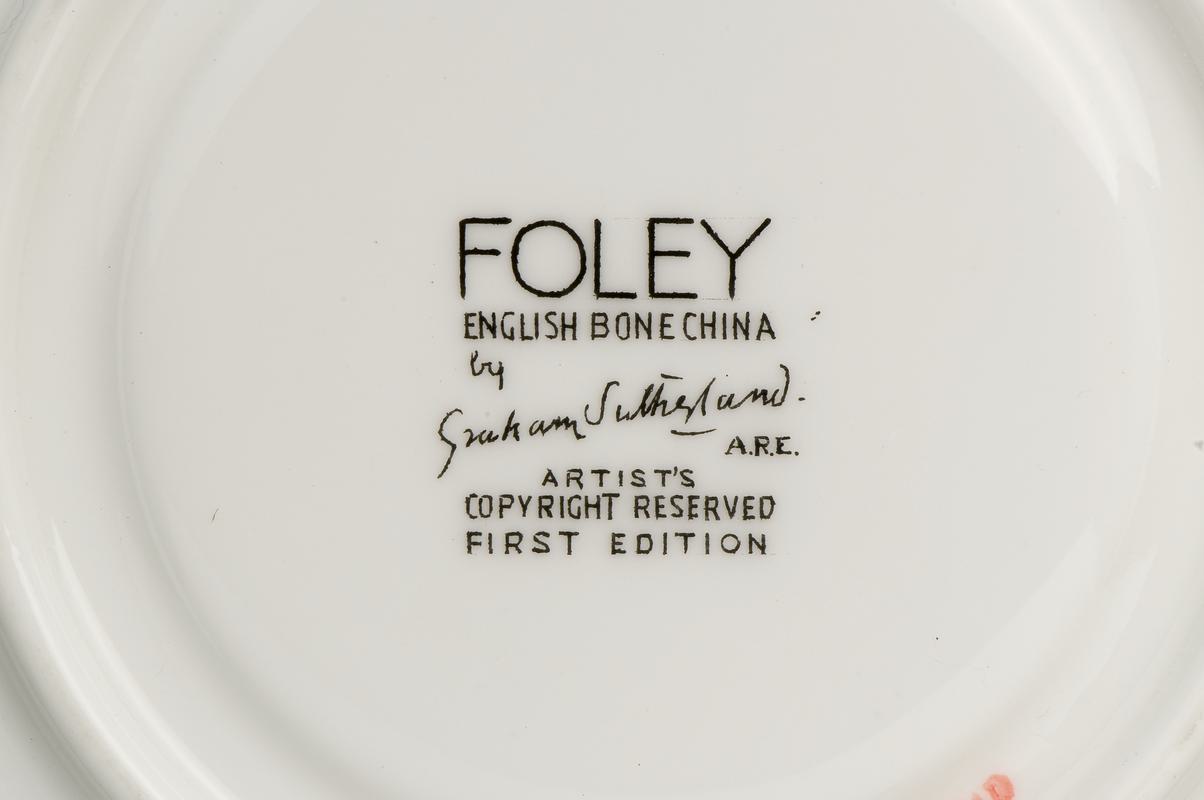 FOLEY
ENGLISH BONE CHINA
by
Graham Sutherland.
A.R.E.
ARTIST'S
COPYRIGHT RESERVED
FIRST EDITION